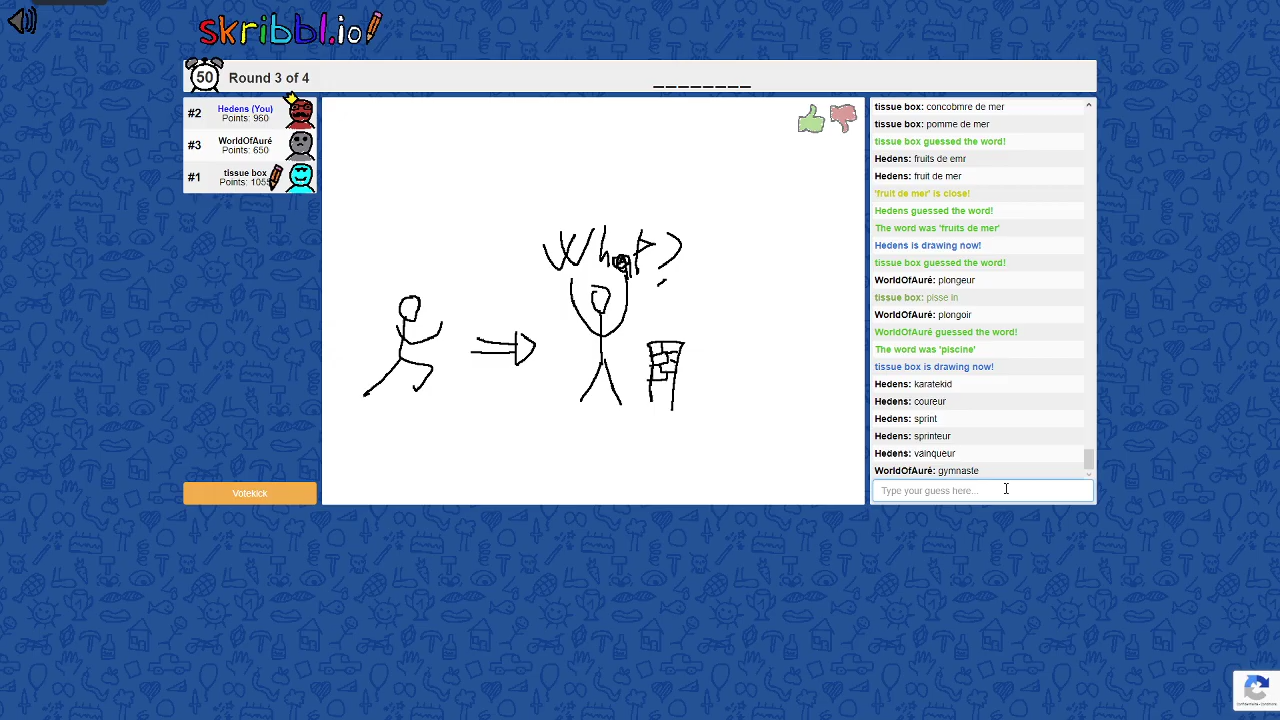 skribbl.io
50 Round 3 of 4
________
#2 Hedens (You)
Points: 960
#3 WorldOfAuré
Points: 650
#1 tissue box
Points: 1055
Votekick
tissue box: concobmre de mer
tissue box: pomme de mer
tissue box guessed the word!
Hedens: fruits de emr
Hedens: fruit de mer
'fruit de mer' is close!
Hedens guessed the word!
The word was 'fruits de mer'
Hedens is drawing now!
tissue box guessed the word!
WorldOfAuré: plongeur
tissue box: pisse in
WorldOfAuré: plongoir
WorldOfAuré guessed the word!
The word was 'piscine'
tissue box is drawing now!
Hedens: karatekid
Hedens: coureur
Hedens: sprint
Hedens: sprinteur
Hedens: vainqueur
WorldOfAuré: gymnaste
Type your guess here...